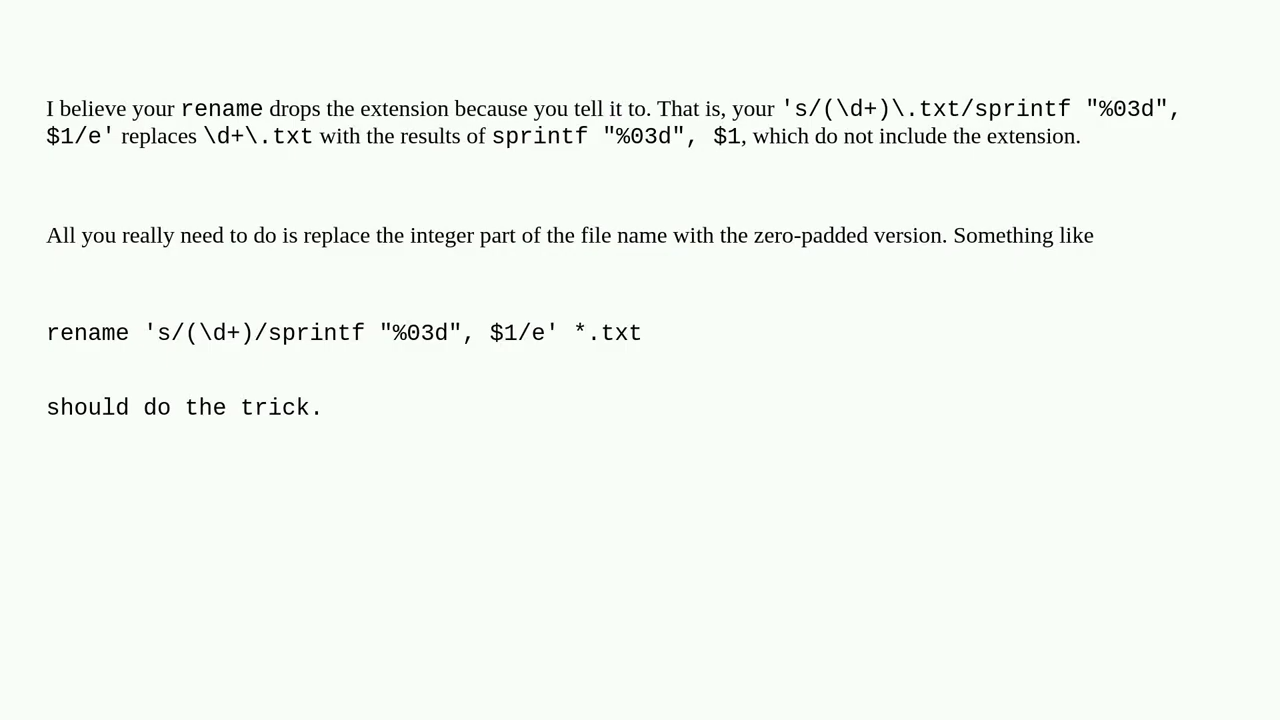 I believe your rename drops the extension because you tell it to. That is, your 's/(\d+)\.txt/sprintf "%03d",
$1/e' replaces \d+\.txt with the results of sprintf "%03d", $1, which do not include the extension.
All you really need to do is replace the integer part of the file name with the zero-padded version. Something like
rename 's/(\d+)/sprintf "%03d", $1/e' *.txt
should do the trick.